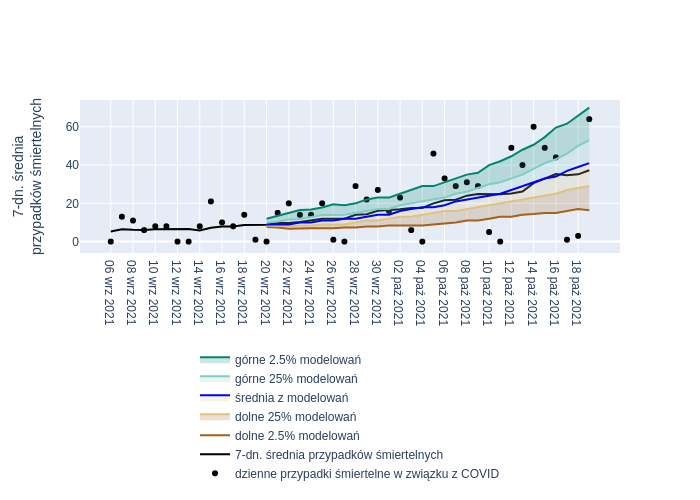 7-dn. średnia
przypadków śmiertelnych
60
40
20
0
06 wrz 2021
08 wrz 2021
10 wrz 2021
12 wrz 2021
14 wrz 2021
16 wrz 2021
18 wrz 2021
20 wrz 2021
22 wrz 2021
24 wrz 2021
26 wrz 2021
28 wrz 2021
30 wrz 2021
02 paź 2021
04 paź 2021
06 paź 2021
08 paź 2021
10 paź 2021
12 paź 2021
14 paź 2021
16 paź 2021
18 paź 2021
górne 2.5% modelowań
górne 25% modelowań
średnia z modelowań
dolne 25% modelowań
dolne 2.5% modelowań
7-dn. średnia przypadków śmiertelnych
dzienne przypadki śmiertelne w związku z COVID